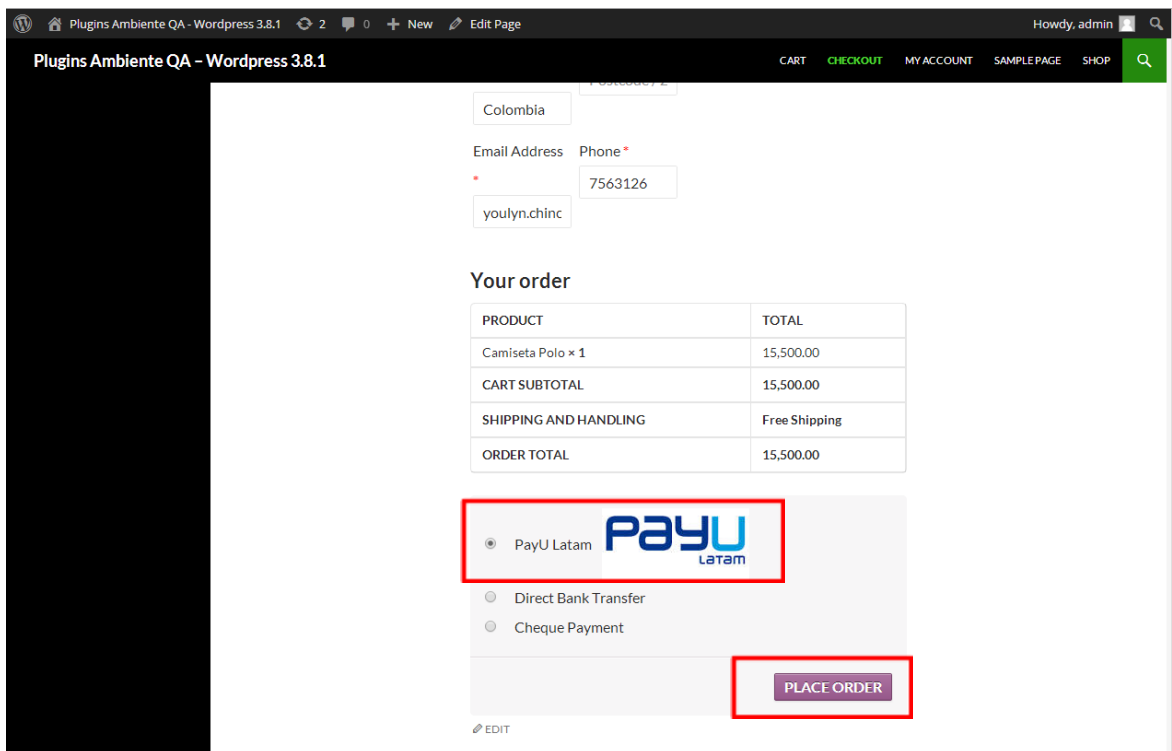 Plugins Ambiente QA - Wordpress 3.8.1 2 0 New Edit Page Howdy, admin
Plugins Ambiente QA – Wordpress 3.8.1 CART CHECKOUT MY ACCOUNT SAMPLE PAGE SHOP
Colombia
Email Address Phone *
*
7563126
youlyn.chinc
Your order
PRODUCT TOTAL
Camiseta Polo × 1 15,500.00
CART SUBTOTAL 15,500.00
SHIPPING AND HANDLING Free Shipping
ORDER TOTAL 15,500.00
PayU Latam PayU LATAM
Direct Bank Transfer
Cheque Payment
PLACE ORDER
EDIT